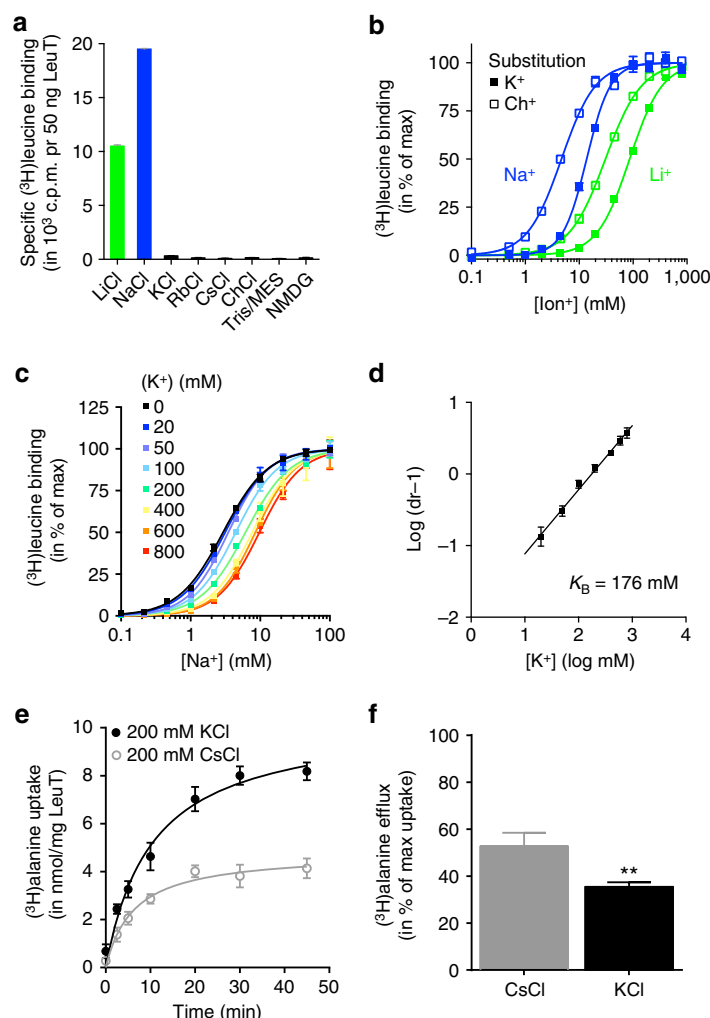 a
Specific (³H)leucine binding
(in 10³ c.p.m. pr 50 ng LeuT)
20
15
10
5
0
LiCl
NaCl
KCl
RbCl
CsCl
ChCl
Tris/MES
NMDG
b
Substitution
K⁺
Ch⁺
Na⁺
Li⁺
(³H)leucine binding
(in % of max)
100
75
50
25
0
0.1
1
10
100
1,000
[Ion⁺] (mM)
c
(K⁺) (mM)
0
20
50
100
200
400
600
800
(³H)leucine binding
(in % of max)
125
100
75
50
25
0
0.1
1
10
100
[Na⁺] (mM)
d
Log (dr–1)
1
0
–1
–2
K_B = 176 mM
0
1
2
3
4
[K⁺] (log mM)
e
200 mM KCl
200 mM CsCl
(³H)alanine uptake
(in nmol/mg LeuT)
8
6
4
2
0
0
10
20
30
40
50
Time (min)
f
(³H)alanine efflux
(in % of max uptake)
100
80
60
40
20
0
**
CsCl
KCl